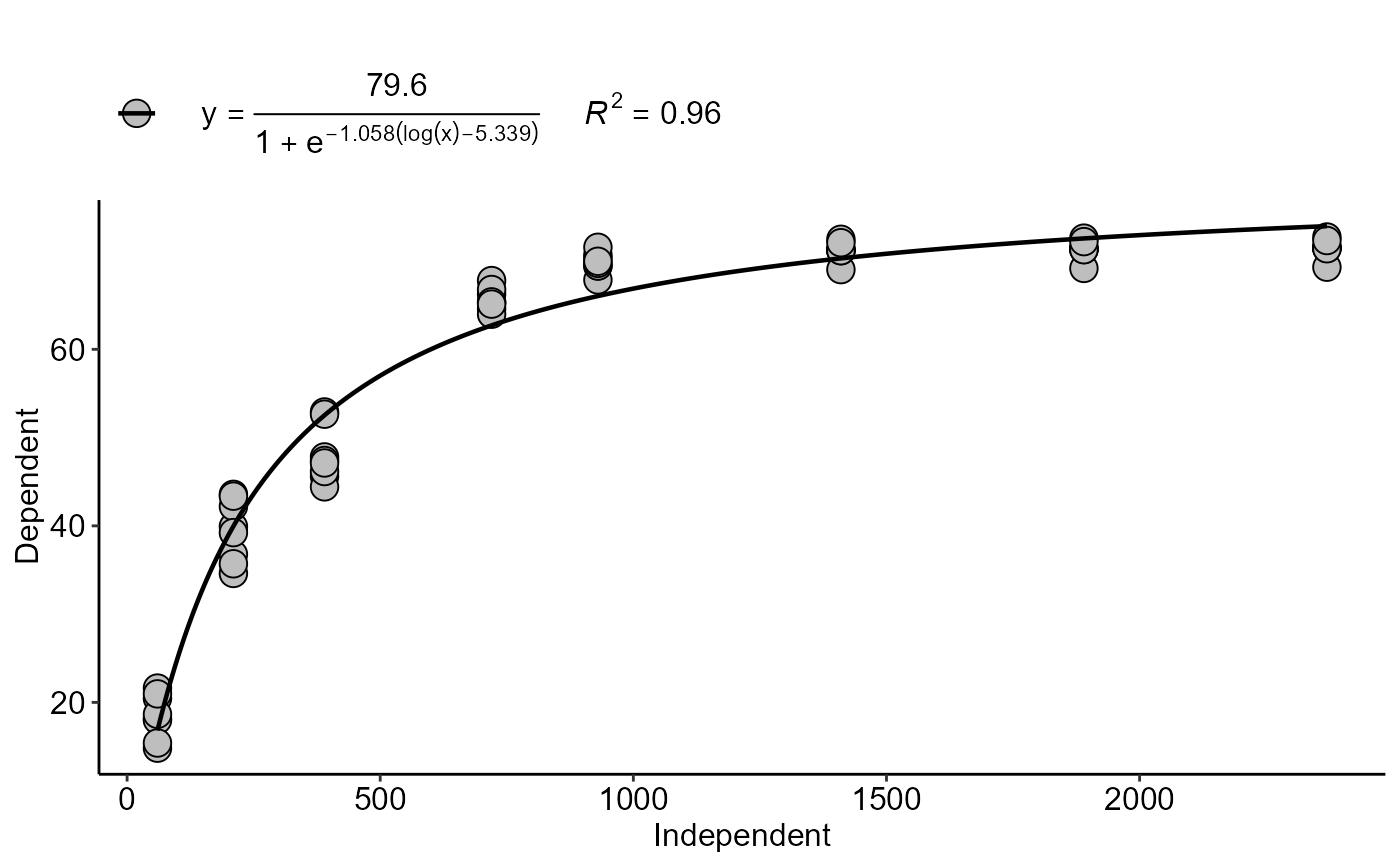 79.6
y = 1 + e−1.058(log(x)−5.339) R2 = 0.96
60
40
20
Dependent
0 500 1000 1500 2000
Independent